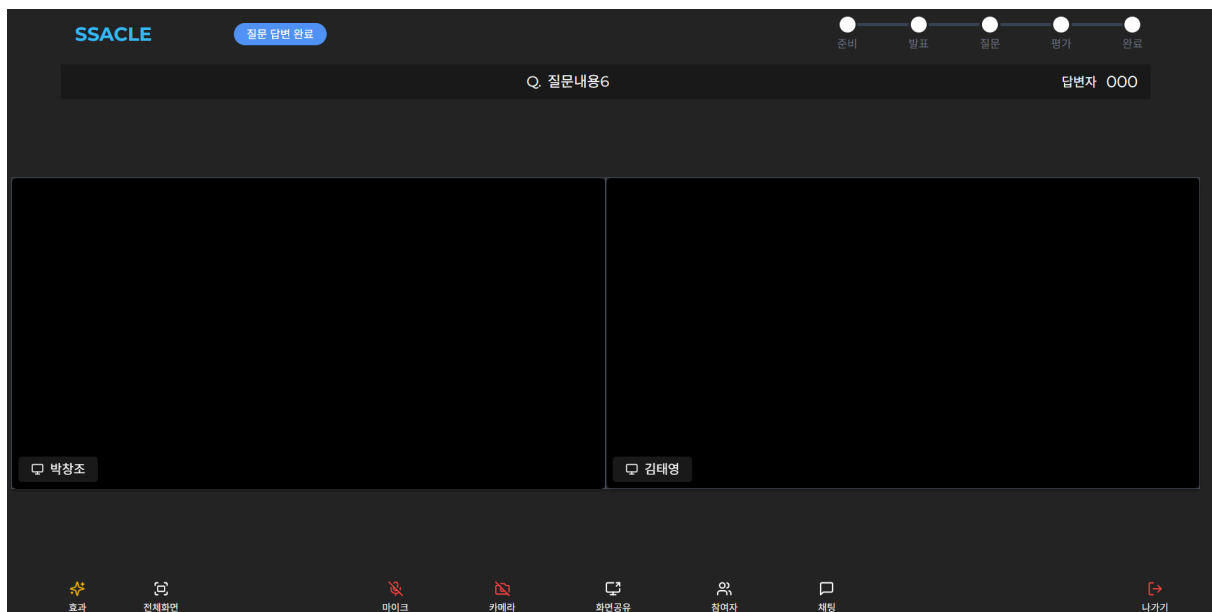 SSACLE
질문 답변 완료
준비
발표
질문
평가
완료
Q. 질문내용6
답변자 OOO
박창조
김태영
효과
전체화면
마이크
카메라
화면공유
참여자
채팅
나가기